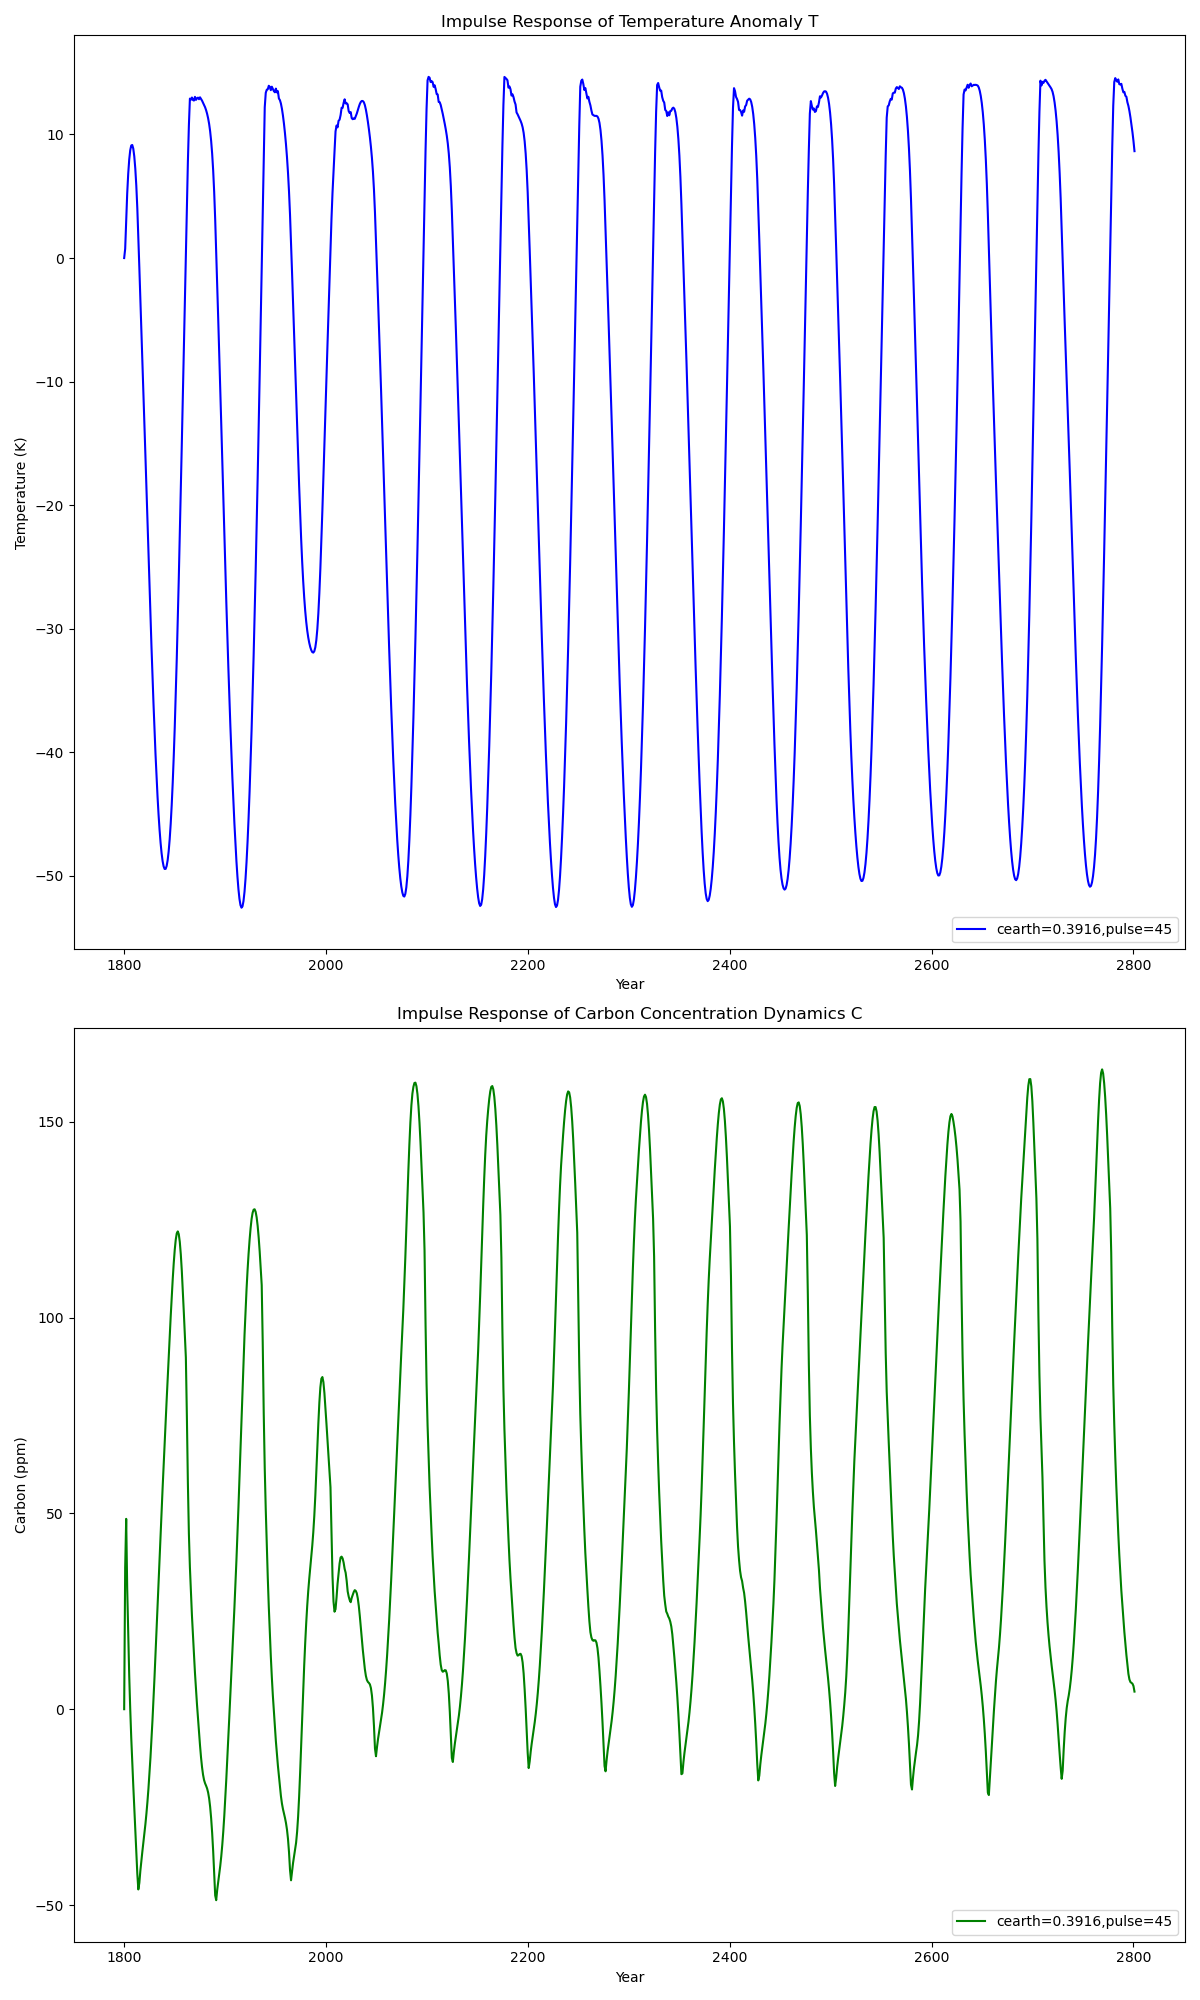 Impulse Response of Temperature Anomaly T
10
0
−10
−20
−30
−40
−50
Temperature (K)
cearth=0.3916,pulse=45
1800 2000 2200 2400 2600 2800
Year
Impulse Response of Carbon Concentration Dynamics C
150
100
50
0
−50
Carbon (ppm)
cearth=0.3916,pulse=45
1800 2000 2200 2400 2600 2800
Year